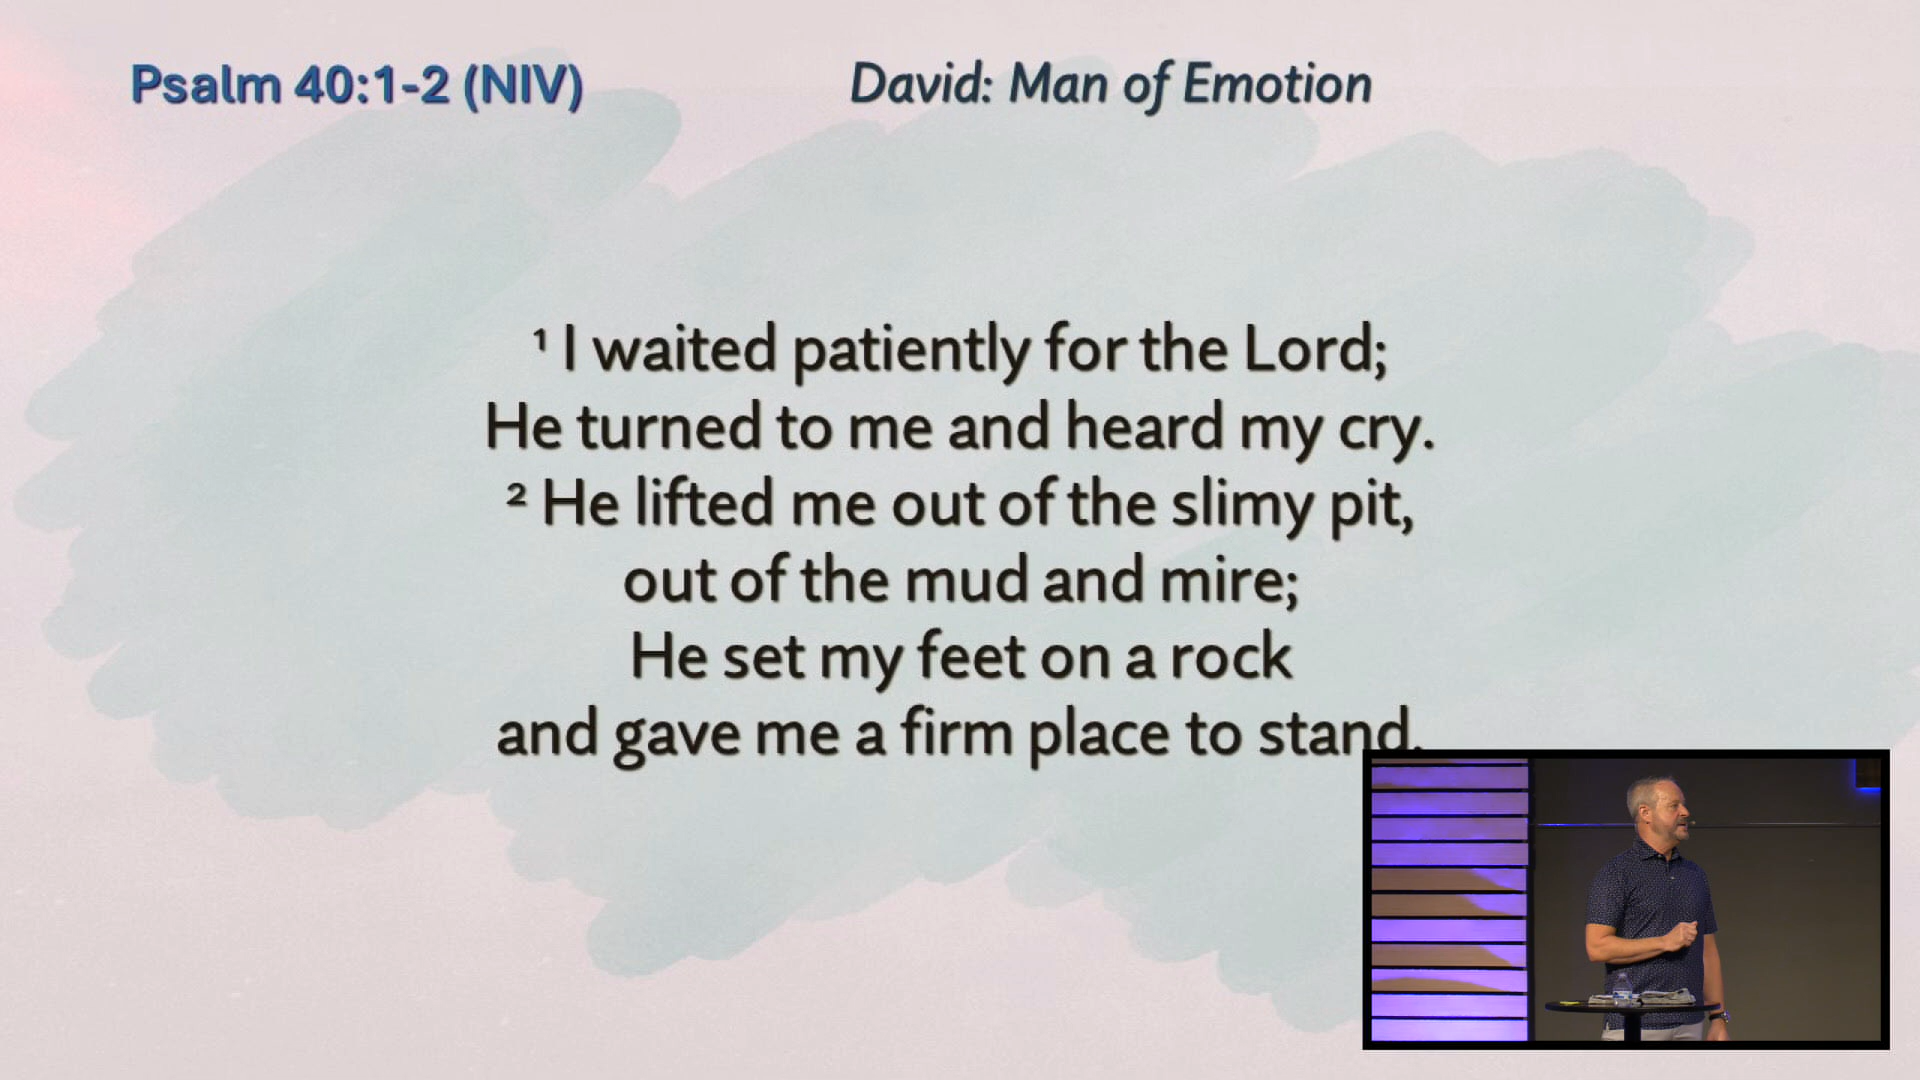 Psalm 40:1-2 (NIV)
David: Man of Emotion
¹ I waited patiently for the Lord;
He turned to me and heard my cry.
² He lifted me out of the slimy pit,
out of the mud and mire;
He set my feet on a rock
and gave me a firm place to stand.